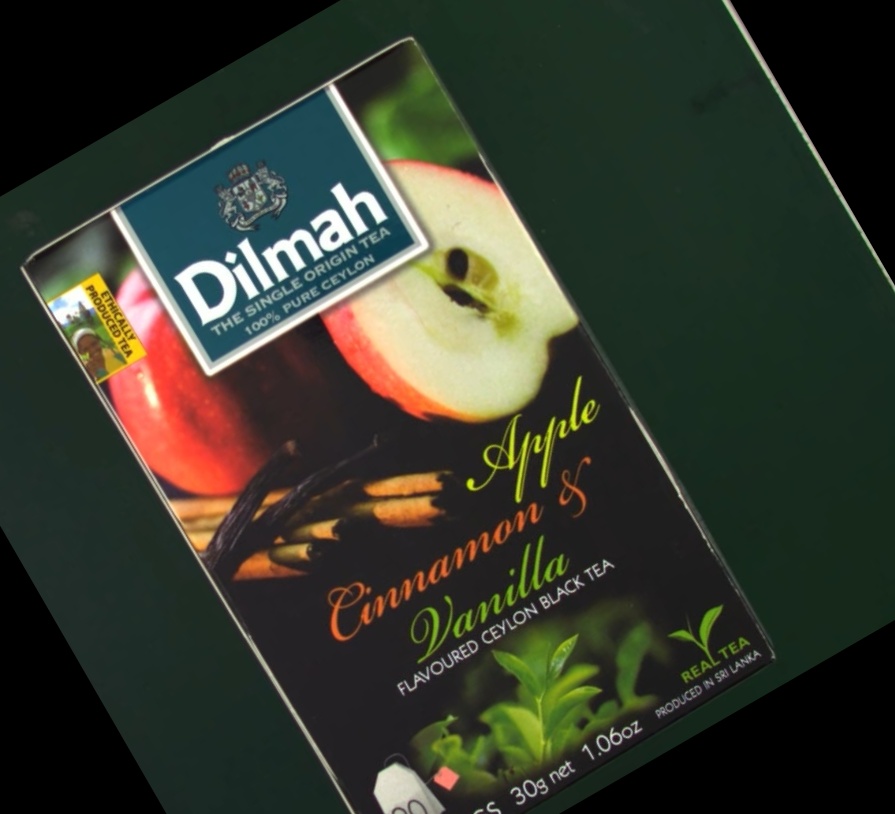 Dilmah
THE SINGLE ORIGIN TEA
100% PURE CEYLON
ETHICALLY
PRODUCED TEA
Apple
Cinnamon &
Vanilla
FLAVOURED CEYLON BLACK TEA
REAL TEA
PRODUCED IN SRI LANKA
30g net 1.06oz